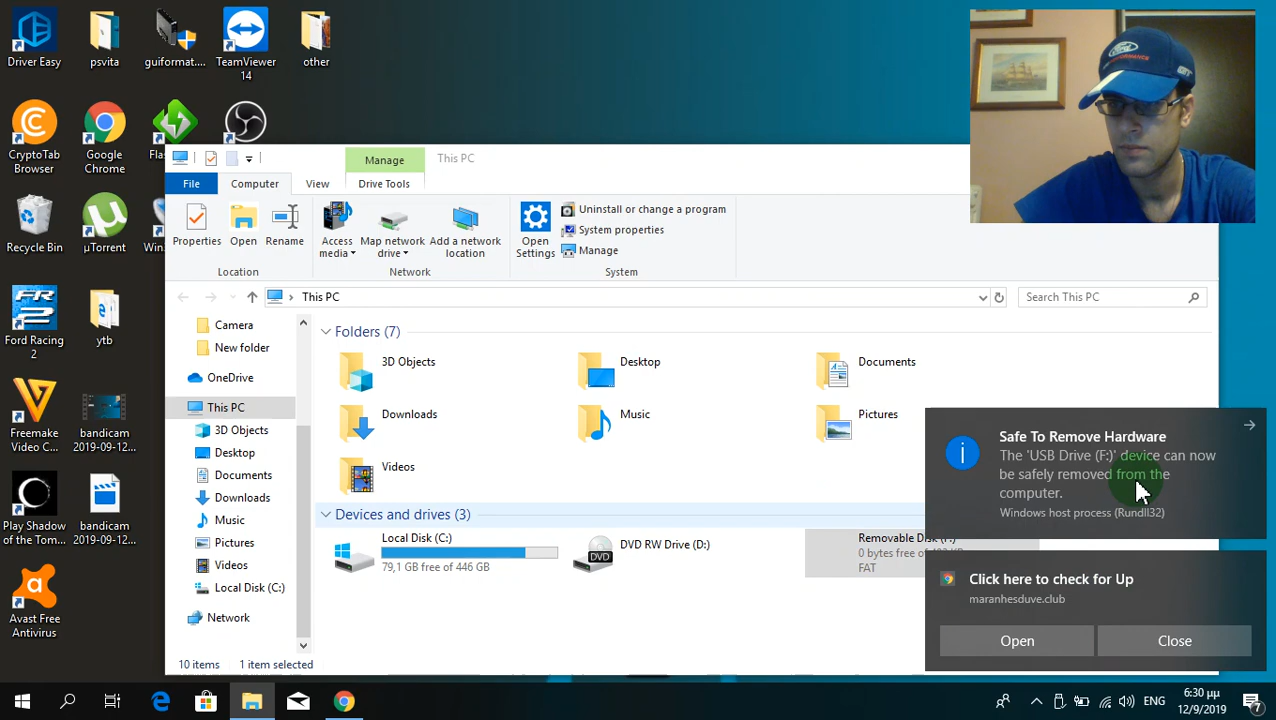 Driver Easy
psvita
guiformat....
TeamViewer
14
other
CryptoTab
Browser
Google
Chrome
Recycle Bin
µTorrent
Ford Racing
2
ytb
Freemake
Video C...
bandicam
2019-09-12...
Play Shadow
of the Tom...
bandicam
2019-09-12...
Avast Free
Antivirus
Manage
This PC
File
Computer
View
Drive Tools
Properties
Open
Rename
Access
media
Map network
drive
Add a network
location
Open
Settings
Uninstall or change a program
System properties
Manage
Location
Network
System
This PC
Search This PC
Camera
New folder
OneDrive
This PC
3D Objects
Desktop
Documents
Downloads
Music
Pictures
Videos
Local Disk (C:)
Network
Folders (7)
3D Objects
Desktop
Documents
Downloads
Music
Pictures
Videos
Devices and drives (3)
Local Disk (C:)
79,1 GB free of 446 GB
DVD RW Drive (D:)
DVD
Removable Disk (F:)
0 bytes free of
FAT
10 items
1 item selected
Safe To Remove Hardware
The 'USB Drive (F:)' device can now
be safely removed from the
computer.
Windows host process (Rundll32)
Click here to check for Up
maranhesduve.club
Open
Close
ENG
6:30 μμ
12/9/2019
7
Ford